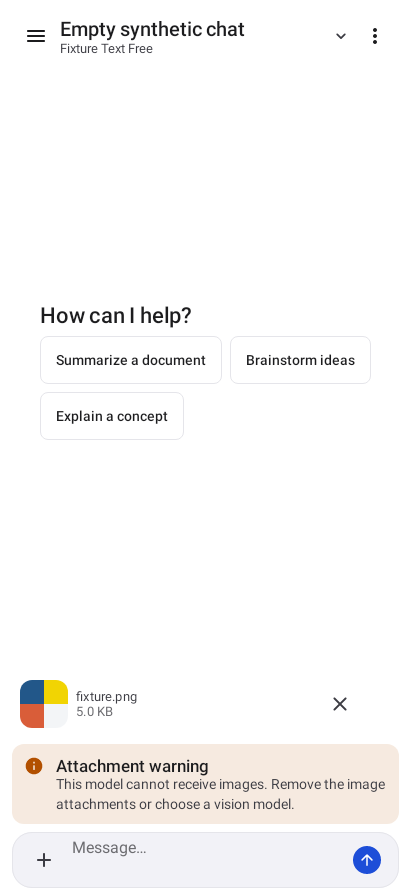 Empty synthetic chat
Fixture Text Free
How can I help?
Summarize a document
Brainstorm ideas
Explain a concept
fixture.png
5.0 KB
Attachment warning
This model cannot receive images. Remove the image
attachments or choose a vision model.
Message…